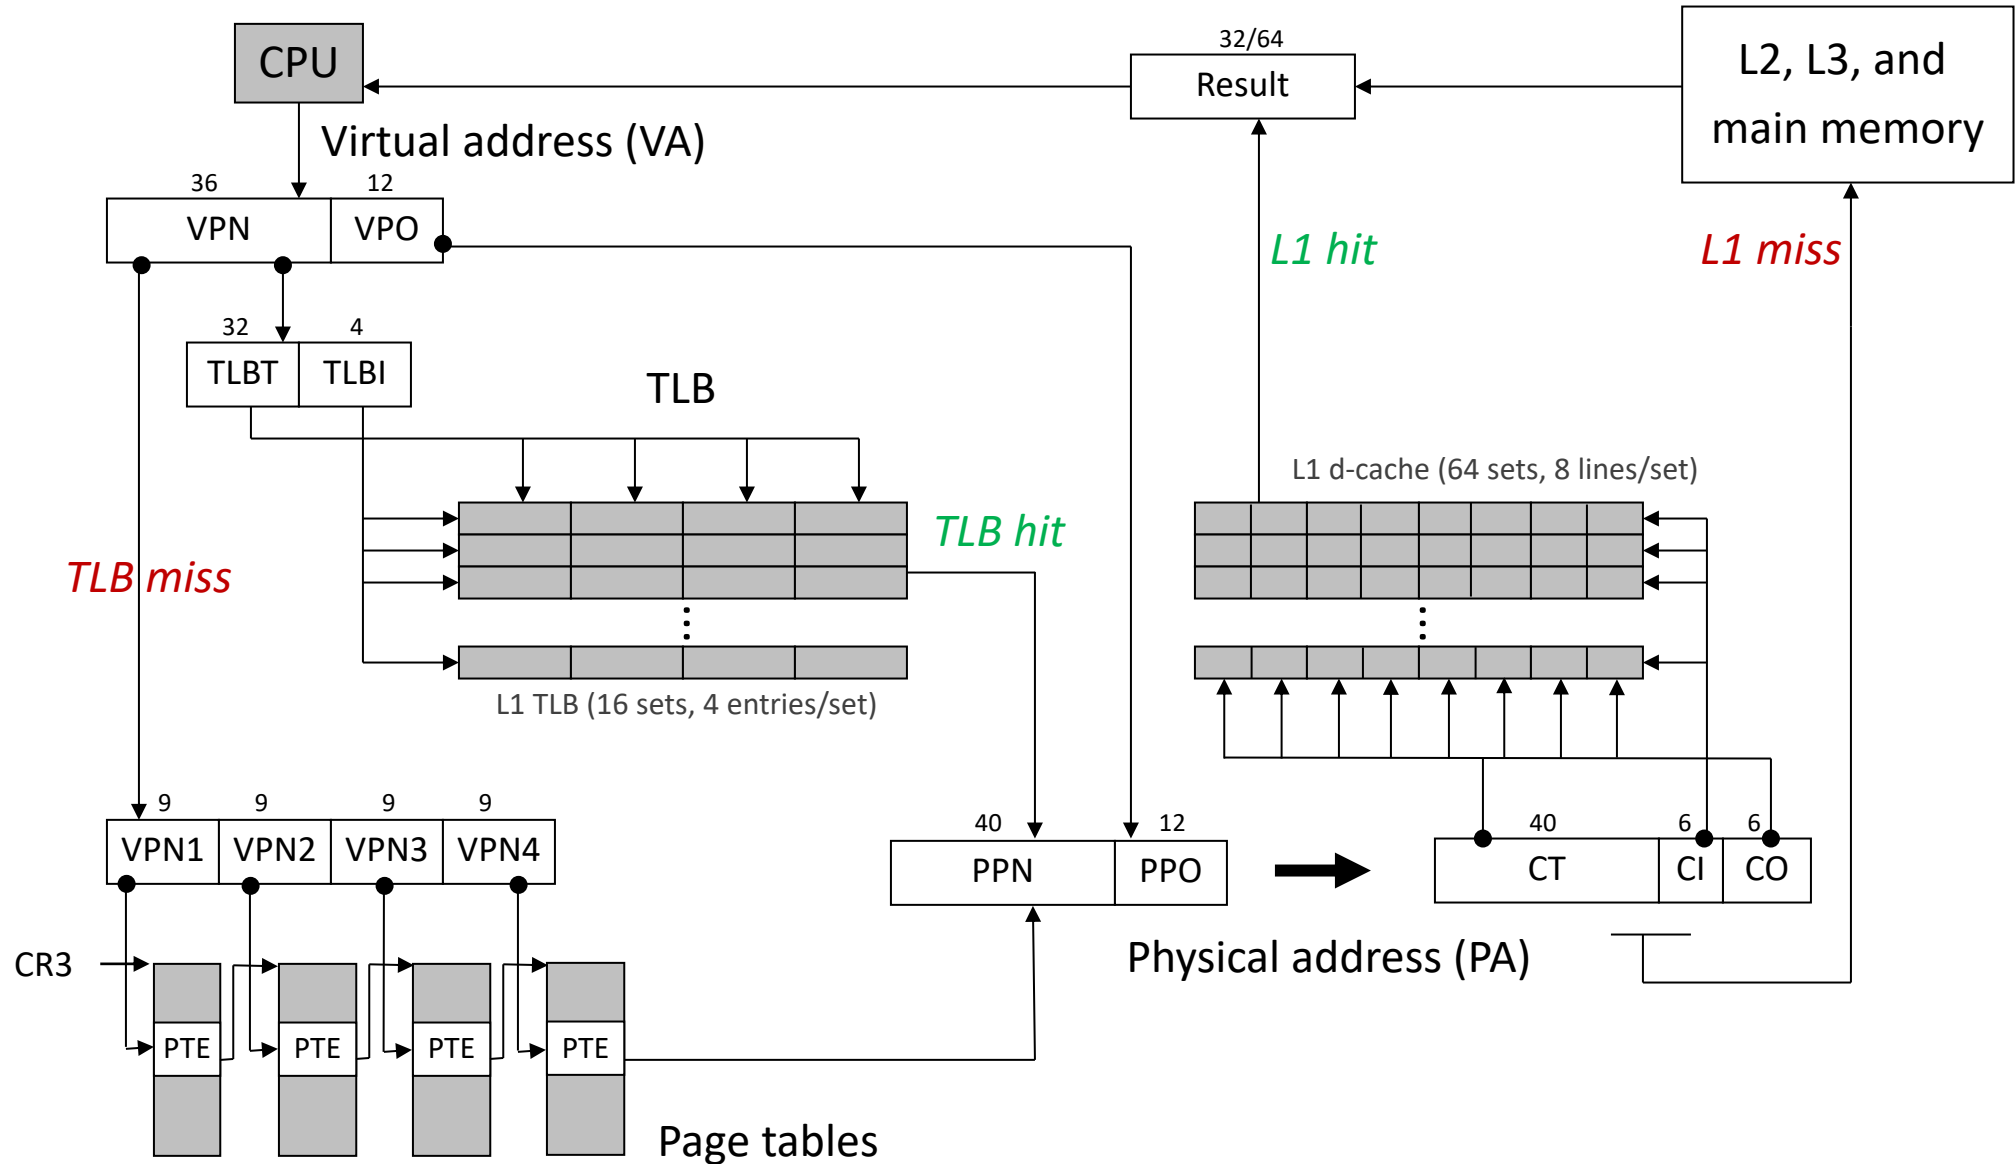 CPU
32/64
Result
L2, L3, and
main memory
Virtual address (VA)
36
12
VPN
VPO
L1 hit
L1 miss
32
4
TLBT
TLBI
TLB
L1 d-cache (64 sets, 8 lines/set)
TLB hit
TLB miss
L1 TLB (16 sets, 4 entries/set)
9
9
9
9
VPN1
VPN2
VPN3
VPN4
40
12
PPN
PPO
40
6
6
CT
CI
CO
Physical address (PA)
CR3
PTE
PTE
PTE
PTE
Page tables